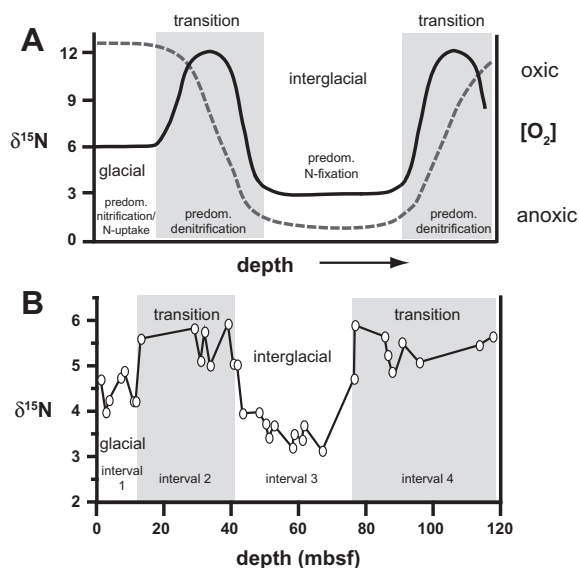 A
transition
transition
12
9
6
3
0
δ15N
glacial
predom.
nitrification/
N-uptake
predom.
denitrification
interglacial
predom.
N-fixation
predom.
denitrification
oxic
[O2]
anoxic
depth
B
6
5
4
3
2
δ15N
transition
interglacial
transition
glacial
interval
1
interval 2
interval 3
interval 4
0 20 40 60 80 100 120
depth (mbsf)